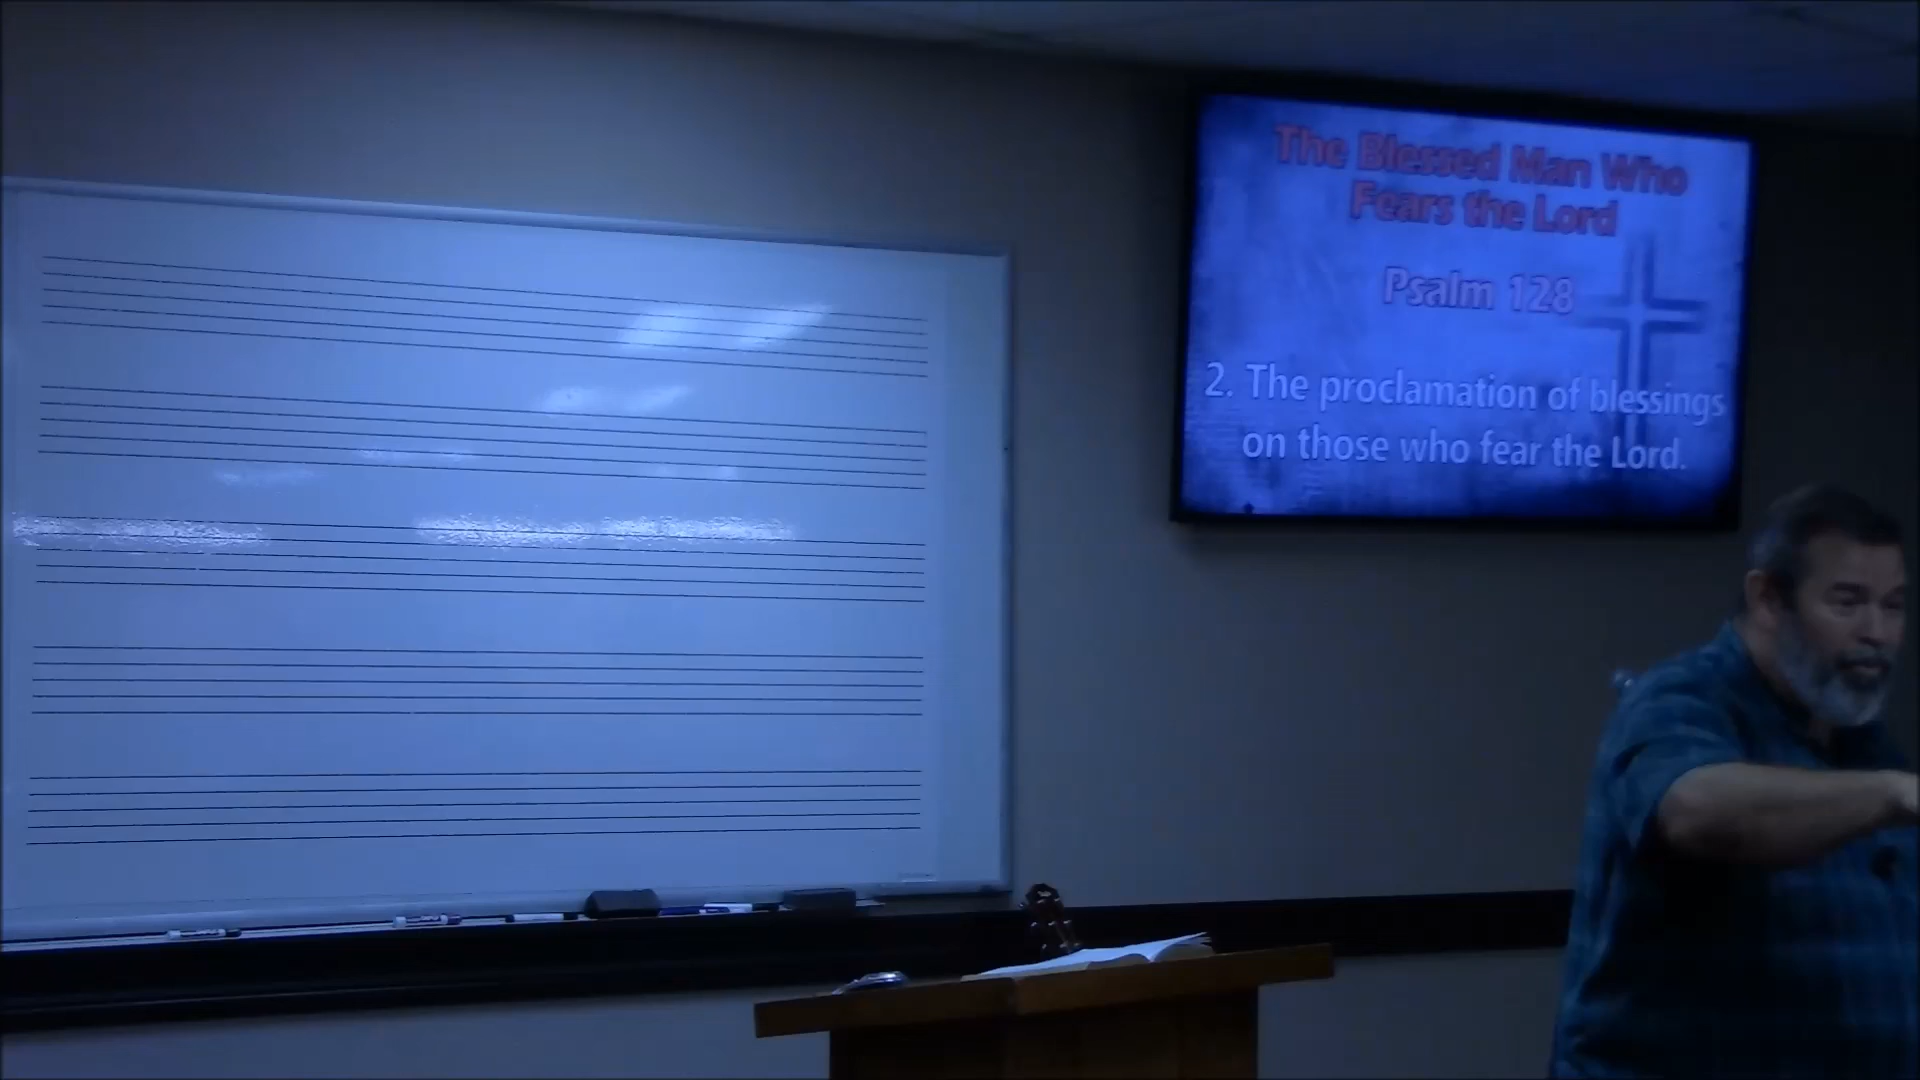 The Blessed Man Who
Fears the Lord
Psalm 128
2. The proclamation of blessings
on those who fear the Lord.